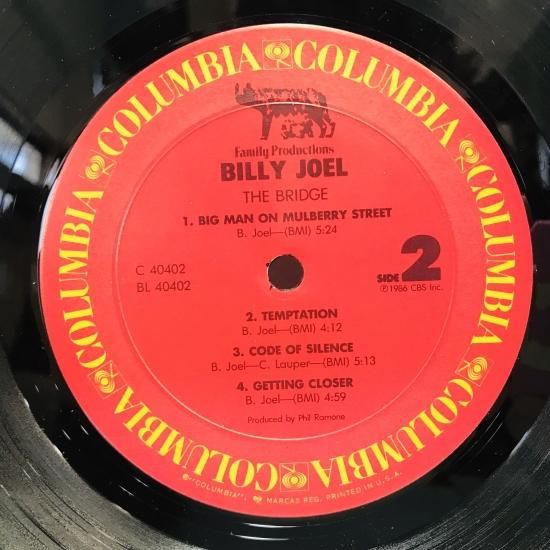 COLUMBIA COLUMBIA COLUMBIA COLUMBIA COLUMBIA COLUMBIA
Family Productions
BILLY JOEL
THE BRIDGE
1. BIG MAN ON MULBERRY STREET
B. Joel—(BMI) 5:24
C 40402
BL 40402
SIDE 2
℗1986 CBS Inc.
2. TEMPTATION
B. Joel—(BMI) 4:12
3. CODE OF SILENCE
B. Joel—C. Lauper—(BMI) 5:13
4. GETTING CLOSER
B. Joel—(BMI) 4:59
Produced by Phil Ramone
"COLUMBIA", MARCAS REG. PRINTED IN U.S.A.